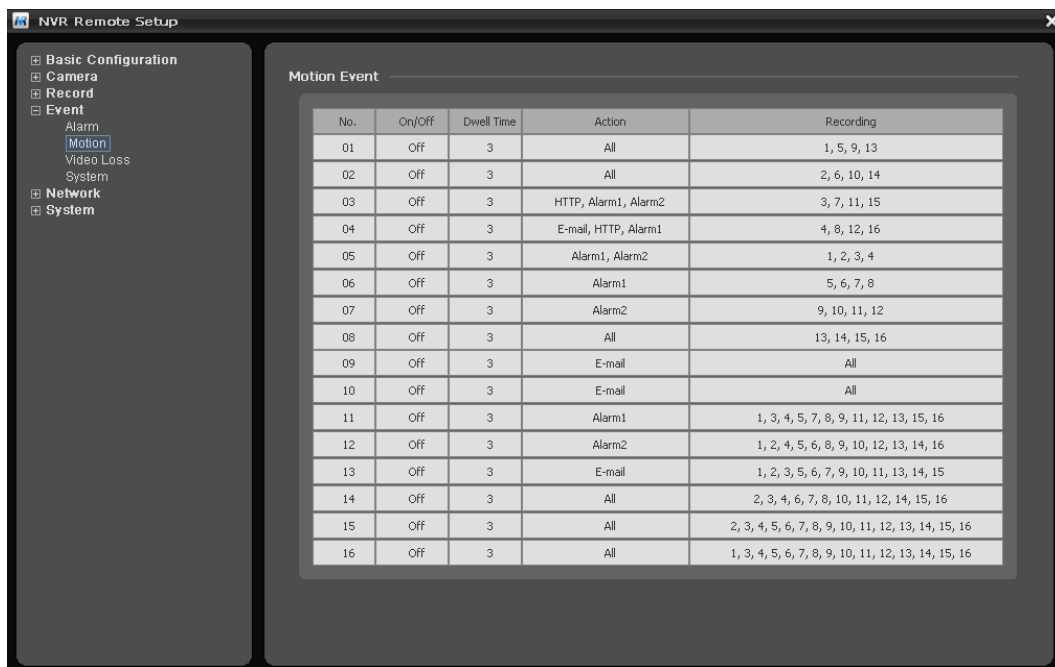 NVR Remote Setup
Basic Configuration
Camera
Record
Event
Alarm
Motion
Video Loss
System
Network
System
Motion Event
No. On/Off Dwell Time Action Recording
01 Off 3 All 1, 5, 9, 13
02 Off 3 All 2, 6, 10, 14
03 Off 3 HTTP, Alarm1, Alarm2 3, 7, 11, 15
04 Off 3 E-mail, HTTP, Alarm1 4, 8, 12, 16
05 Off 3 Alarm1, Alarm2 1, 2, 3, 4
06 Off 3 Alarm1 5, 6, 7, 8
07 Off 3 Alarm2 9, 10, 11, 12
08 Off 3 All 13, 14, 15, 16
09 Off 3 E-mail All
10 Off 3 E-mail All
11 Off 3 Alarm1 1, 3, 4, 5, 7, 8, 9, 11, 12, 13, 15, 16
12 Off 3 Alarm2 1, 2, 4, 5, 6, 8, 9, 10, 12, 13, 14, 16
13 Off 3 E-mail 1, 2, 3, 5, 6, 7, 9, 10, 11, 13, 14, 15
14 Off 3 All 2, 3, 4, 6, 7, 8, 10, 11, 12, 14, 15, 16
15 Off 3 All 2, 3, 4, 5, 6, 7, 8, 9, 10, 11, 12, 13, 14, 15, 16
16 Off 3 All 1, 3, 4, 5, 6, 7, 8, 9, 10, 11, 12, 13, 14, 15, 16